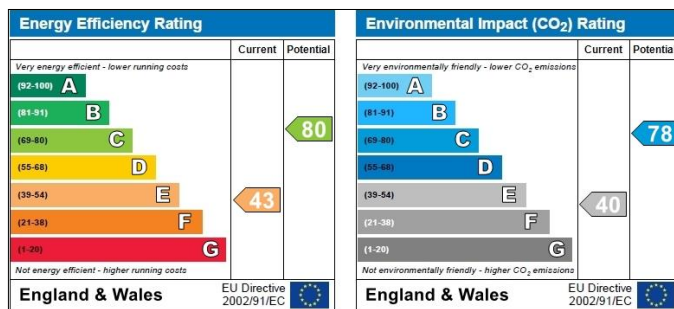 Energy Efficiency Rating
Current Potential
Very energy efficient - lower running costs
(92-100) A
(81-91) B
(69-80) C
(55-68) D
(39-54) E
(21-38) F
(1-20) G
80
43
Not energy efficient - higher running costs
England & Wales
EU Directive
2002/91/EC
Environmental Impact (CO₂) Rating
Current Potential
Very environmentally friendly - lower CO₂ emissions
(92-100) A
(81-91) B
(69-80) C
(55-68) D
(39-54) E
(21-38) F
(1-20) G
78
40
Not environmentally friendly - higher CO₂ emissions
England & Wales
EU Directive
2002/91/EC